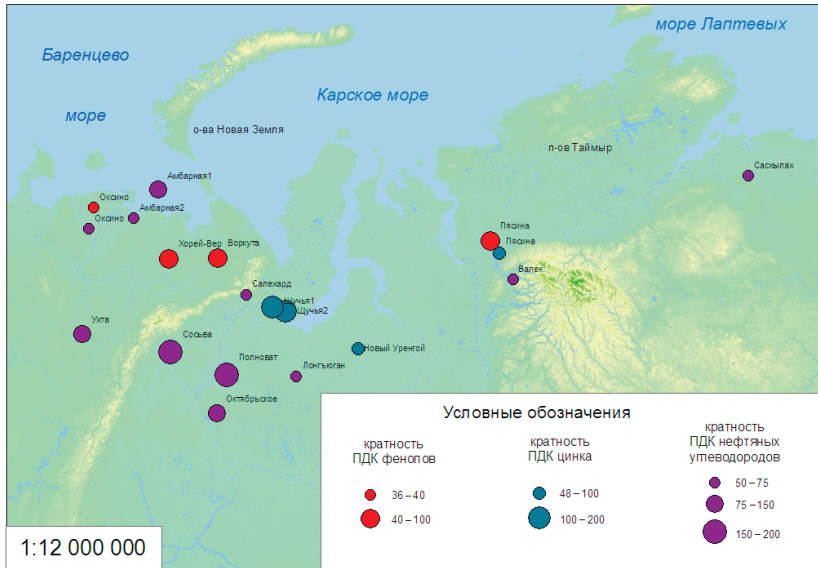 море Лаптевых
Баренцево
море
Карское море
о-ва Новая Земля
п-ов Таймыр
Саскылах
Амбарная1
Оксино
Амбарная2
Оксино
Пясина
Пясина
Хорей-Вер
Воркута
Валек
Салехард
Щучья1
Щучья2
Ухта
Сосьва
Новый Уренгой
Полноват
Лонгъюган
Октябрьское
Условные обозначения
кратность
ПДК фенолов
36–40
40–100
кратность
ПДК цинка
48–100
100–200
кратность
ПДК нефтяных
углеводородов
50–75
75–150
150–200
1:12 000 000